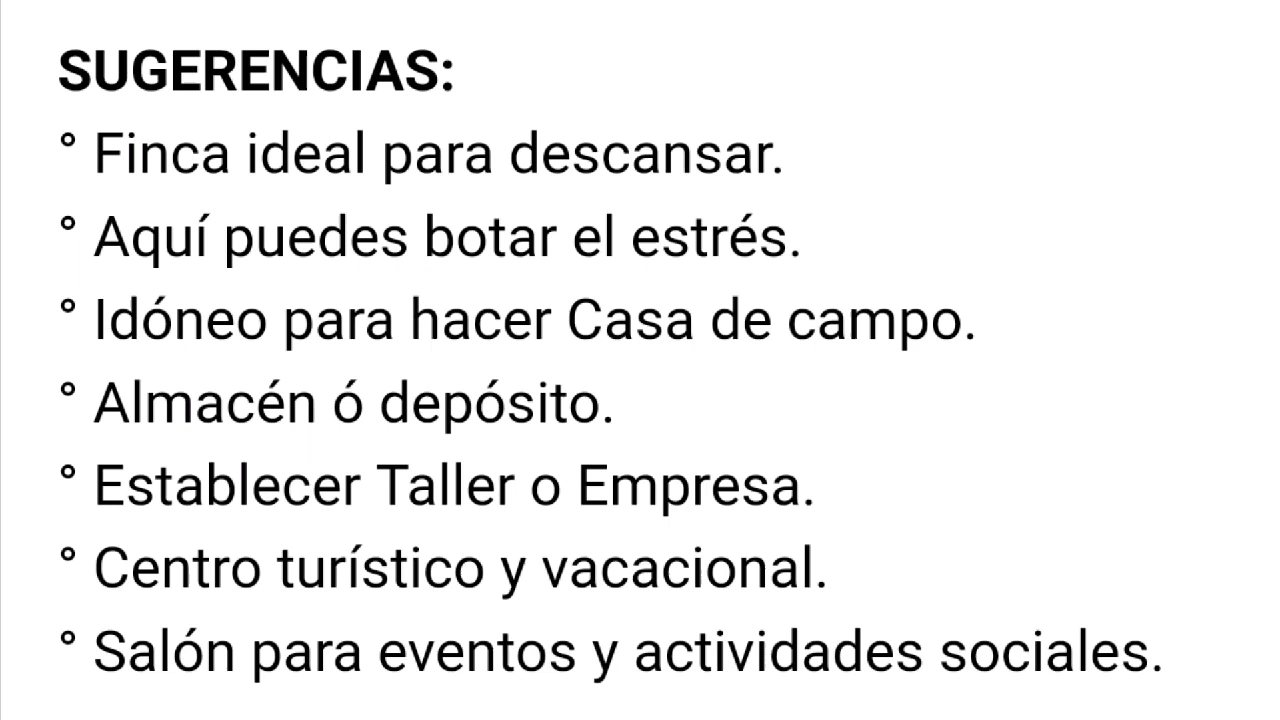 SUGERENCIAS:
° Finca ideal para descansar.
° Aquí puedes botar el estrés.
° Idóneo para hacer Casa de campo.
° Almacén ó depósito.
° Establecer Taller o Empresa.
° Centro turístico y vacacional.
° Salón para eventos y actividades sociales.